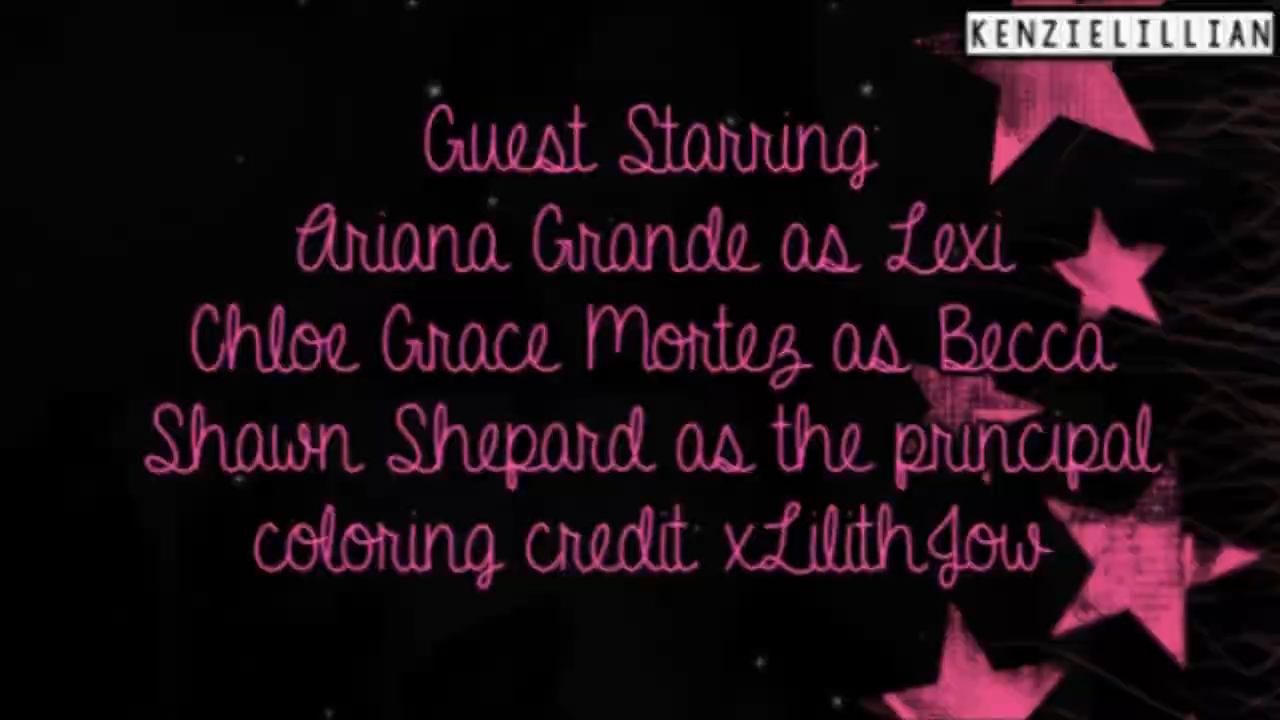 KENZIELILLIAN
Guest Starring
Ariana Grande as Lexi
Chloe Grace Mortez as Becca
Shawn Shepard as the principal
coloring credit xLilithJow